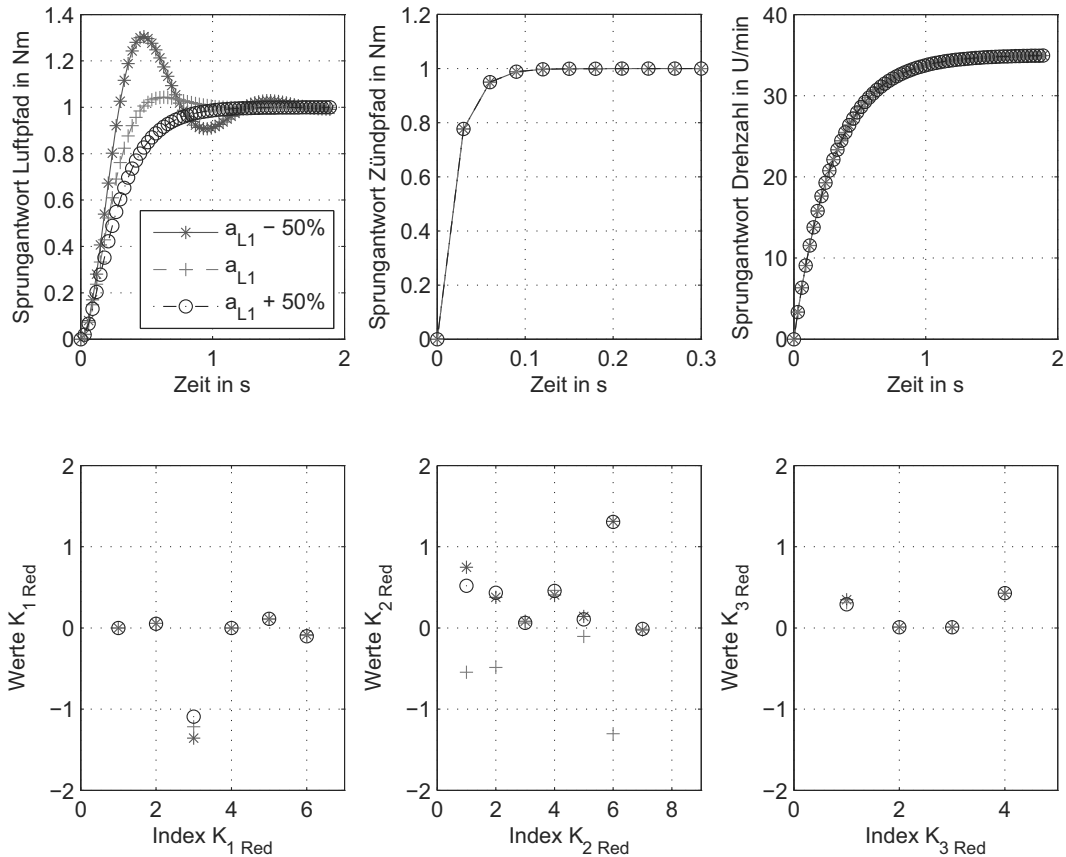 Sprungantwort Luftpfad in Nm
1.4
1.2
1
0.8
0.6
0.4
0.2
0
0 1 2
Zeit in s
a_L1 − 50%
a_L1
a_L1 + 50%
Sprungantwort Zündpfad in Nm
1.2
1
0.8
0.6
0.4
0.2
0
0 0.1 0.2 0.3
Zeit in s
Sprungantwort Drehzahl in U/min
40
30
20
10
0
0 1 2
Zeit in s
Werte K_1 Red
2
1
0
−1
−2
0 2 4 6
Index K_1 Red
Werte K_2 Red
2
1
0
−1
−2
0 2 4 6 8
Index K_2 Red
Werte K_3 Red
2
1
0
−1
−2
0 2 4
Index K_3 Red